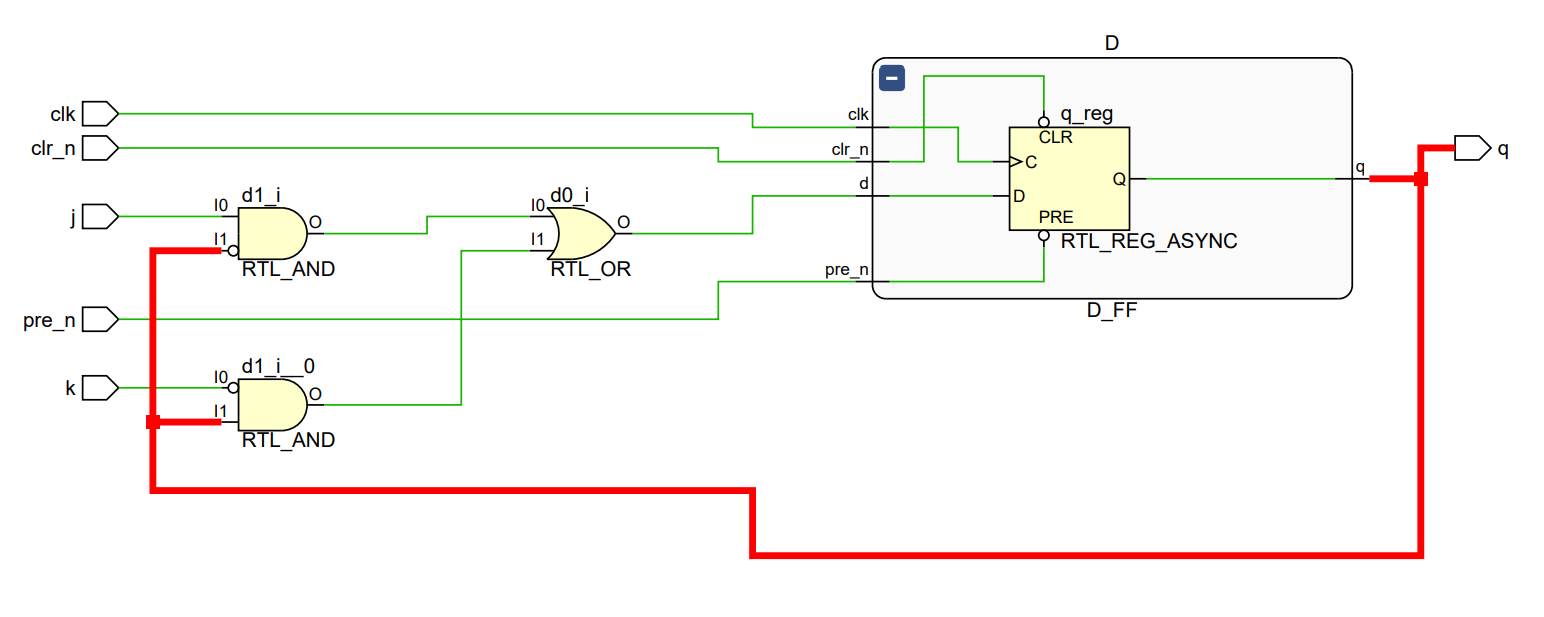 D
clk
clr_n
j
pre_n
k
I0
I1
d1_i
O
RTL_AND
I0
I1
d1_i__0
O
RTL_AND
I0
I1
d0_i
O
RTL_OR
clk
clr_n
d
pre_n
q_reg
CLR
C
D
Q
PRE
RTL_REG_ASYNC
q
D_FF
q